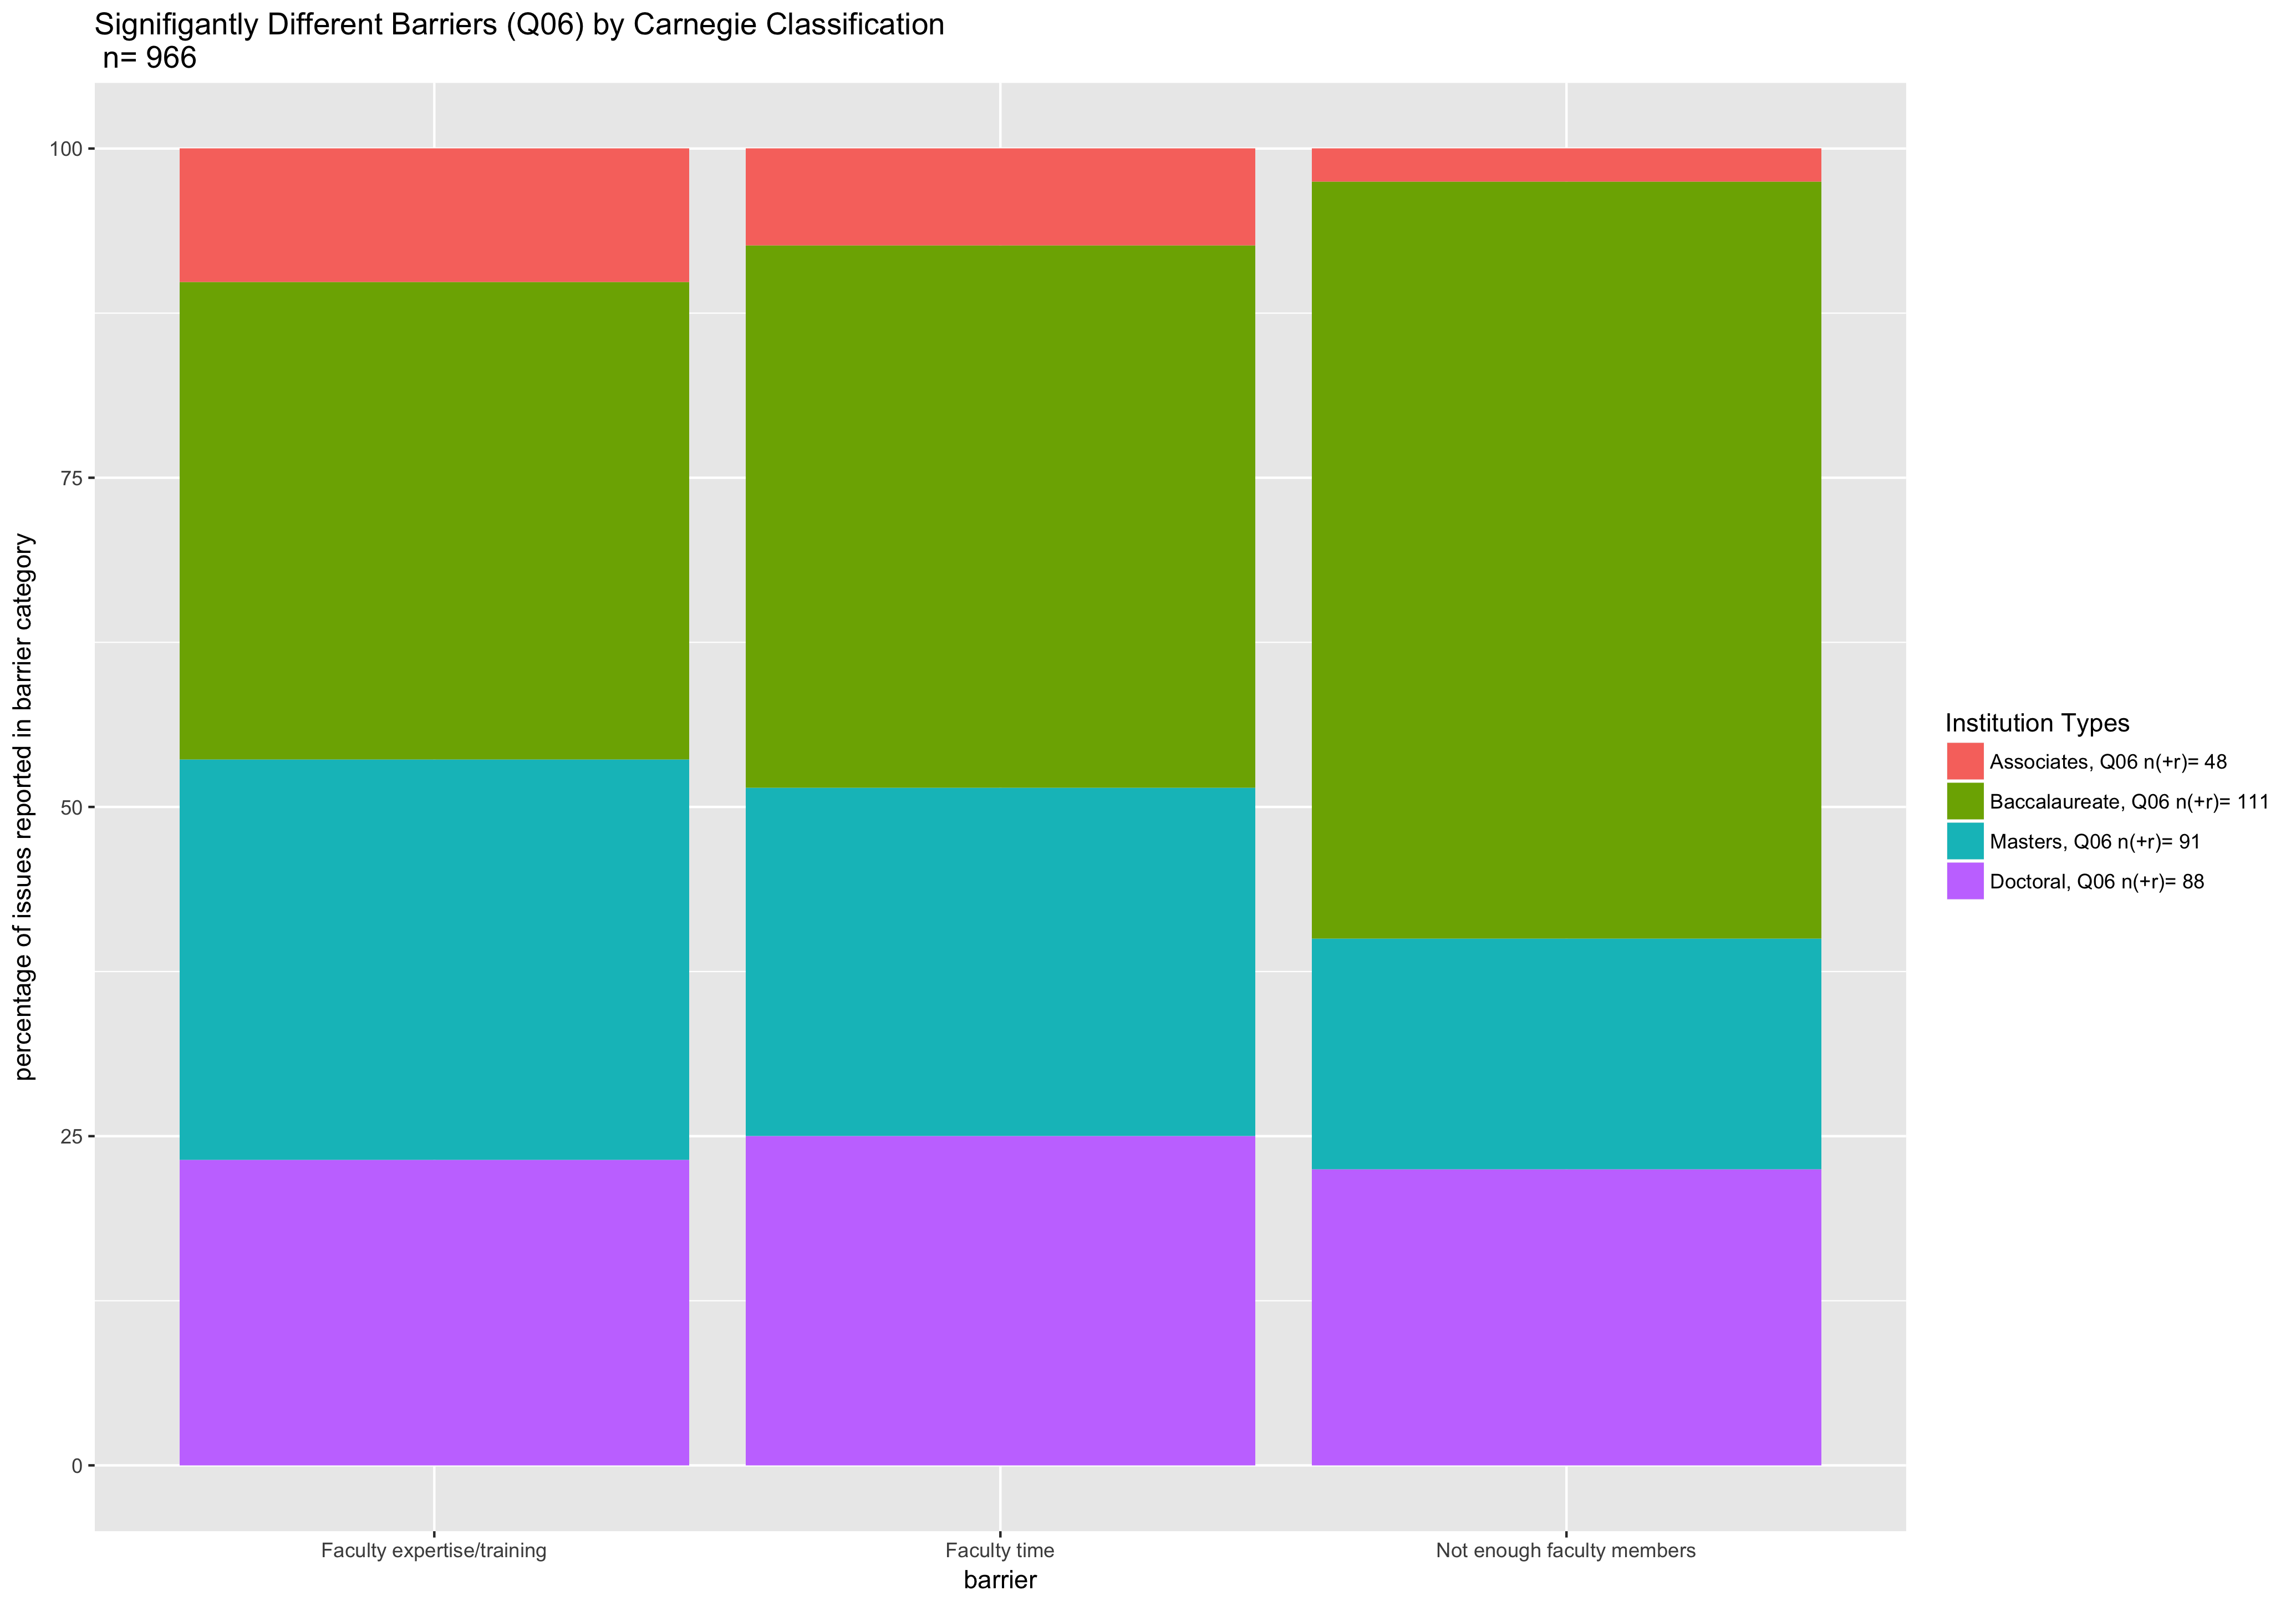 Signifigantly Different Barriers (Q06) by Carnegie Classification
n= 966
percentage of issues reported in barrier category
100
75
50
25
0
Faculty expertise/training
Faculty time
Not enough faculty members
barrier
Institution Types
Associates, Q06 n(+r)= 48
Baccalaureate, Q06 n(+r)= 111
Masters, Q06 n(+r)= 91
Doctoral, Q06 n(+r)= 88